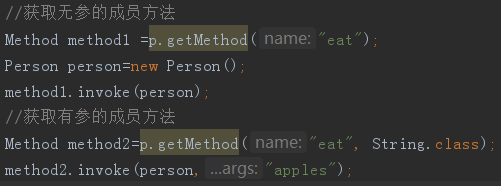 //获取无参的成员方法
Method method1 =p.getMethod( name: "eat");
Person person=new Person();
method1.invoke(person);
//获取有参的成员方法
Method method2=p.getMethod( name: "eat", String.class);
method2.invoke(person, ...args: "apples");